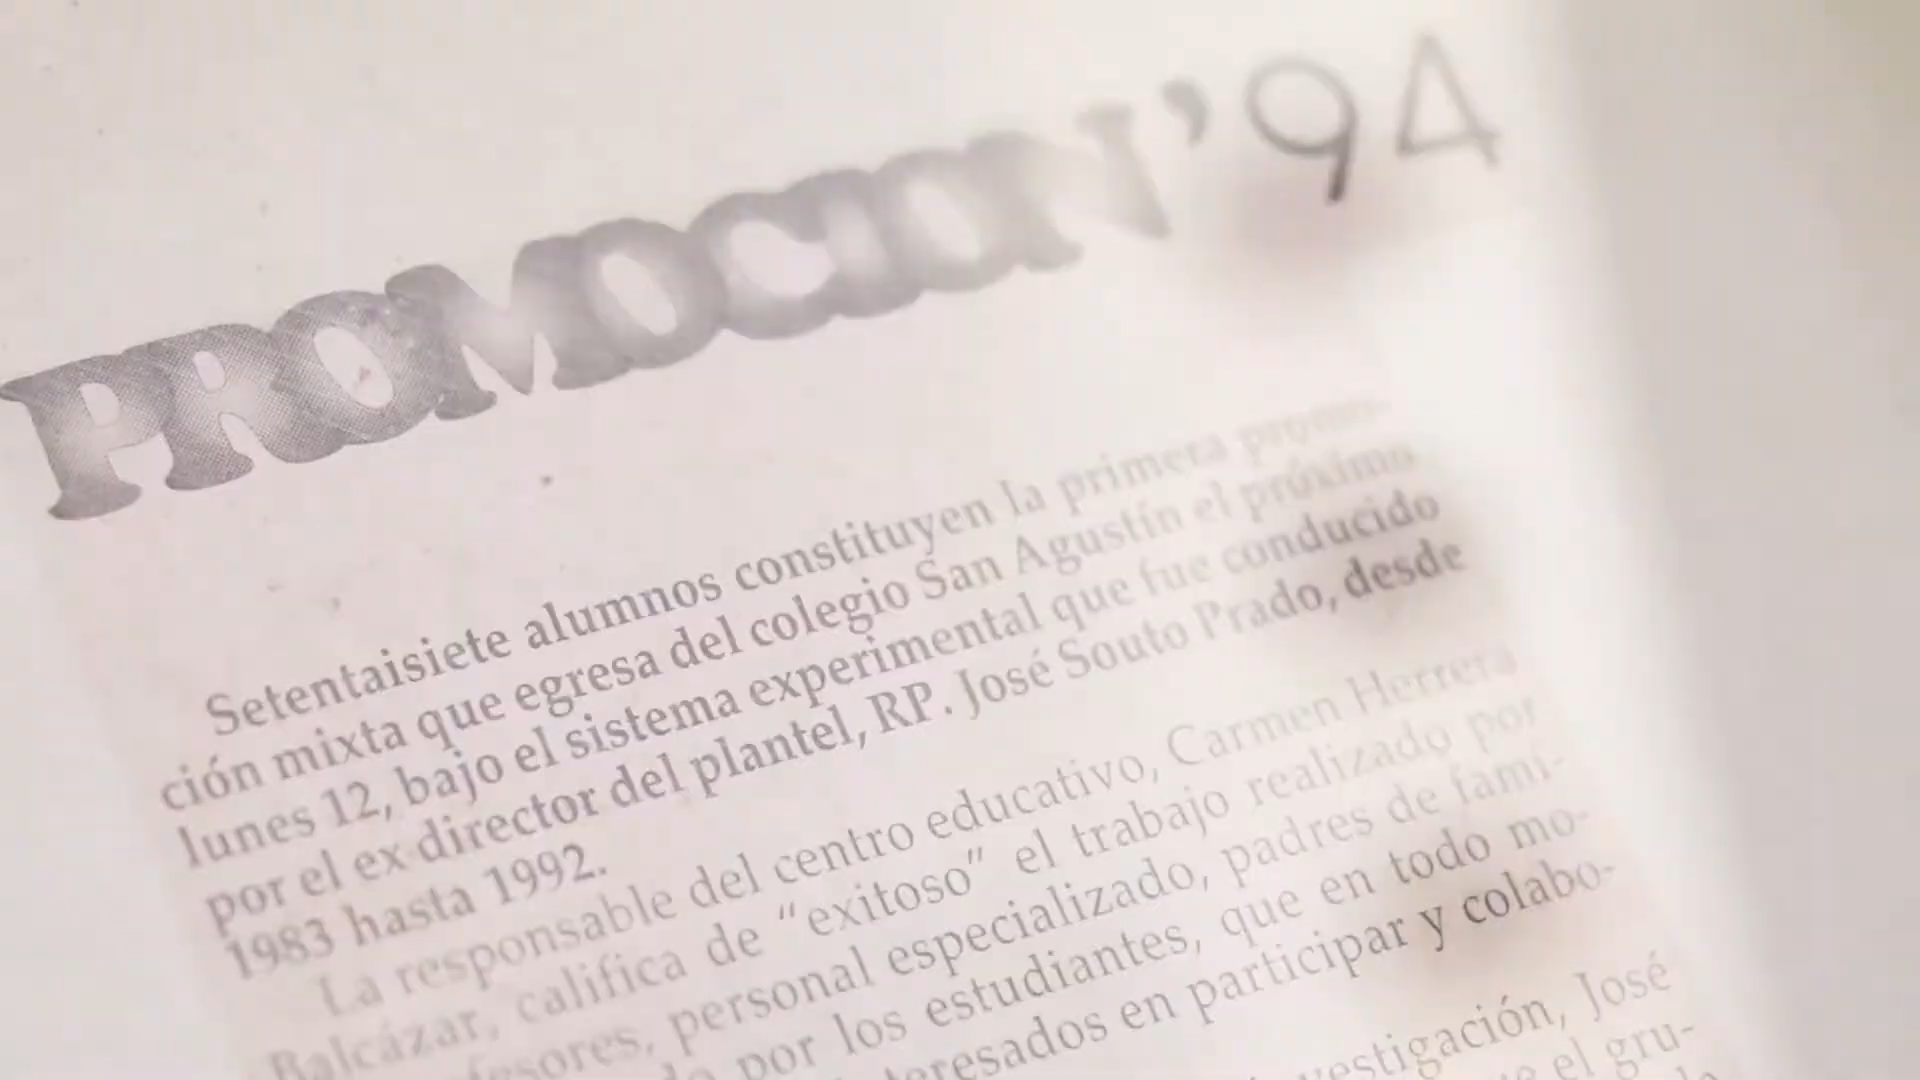 PROMOCION'94
Setentaisiete alumnos constituyen la primera promo-
ción mixta que egresa del colegio San Agustín el próximo
lunes 12, bajo el sistema experimental que fue conducido
por el ex director del plantel, RP. José Souto Prado, desde
1983 hasta 1992.
La responsable del centro educativo, Carmen Herrera
Balcázar, califica de "exitoso" el trabajo realizado por
fesores, personal especializado, padres de fami-
por los estudiantes, que en todo mo-
teresados en participar y colabo-
vestigación, José
el gru-